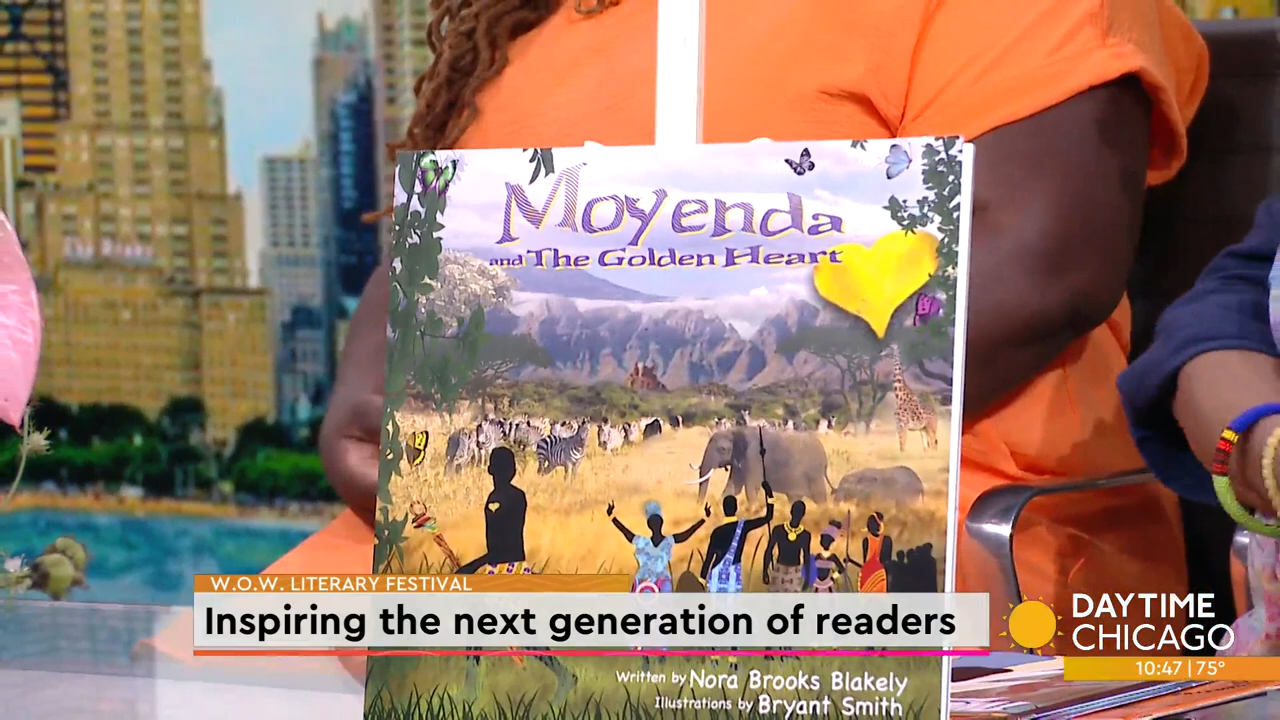 Moyenda
and The Golden Heart
W.O.W. LITERARY FESTIVAL
Inspiring the next generation of readers
DAYTIME
CHICAGO
10:47 | 75°
Written by Nora Brooks Blakely
Illustrations by Bryant Smith